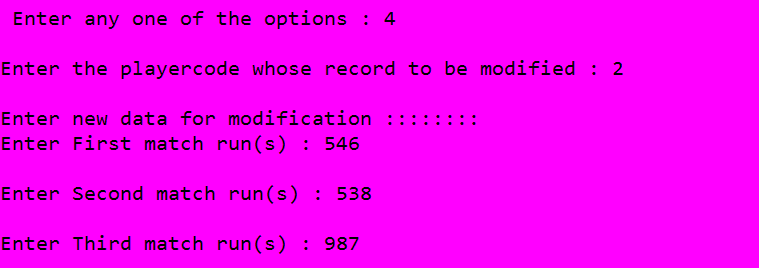 Enter any one of the options : 4
Enter the playercode whose record to be modified : 2
Enter new data for modification ::::::::
Enter First match run(s) : 546
Enter Second match run(s) : 538
Enter Third match run(s) : 987